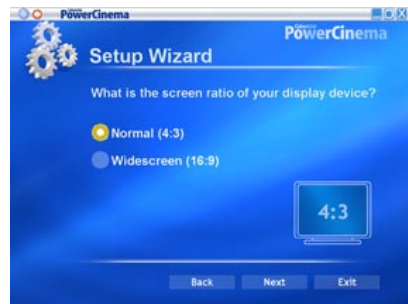 PowerCinema
CyberLink
PowerCinema
Setup Wizard
What is the screen ratio of your display device?
Normal (4:3)
Widescreen (16:9)
4:3
Back Next Exit